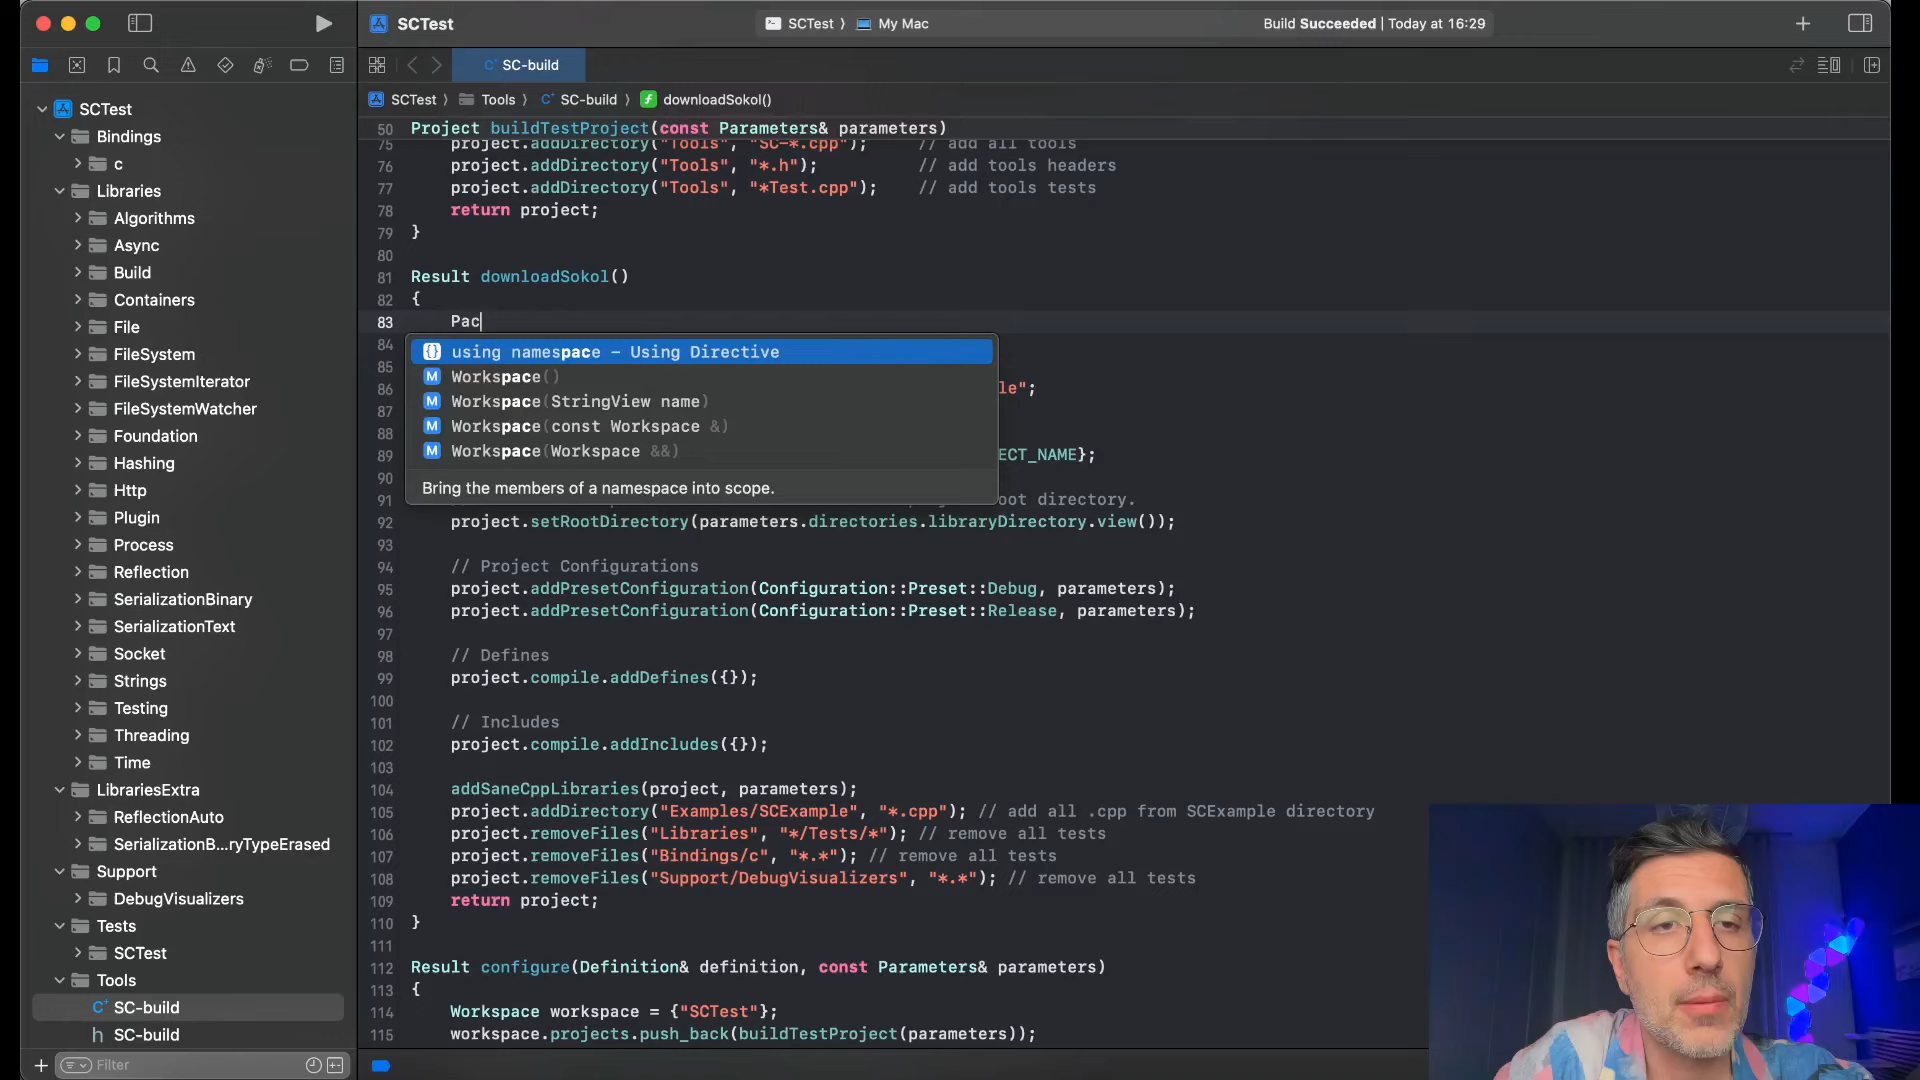 SCTest
SCTest ⟩ My Mac
Build Succeeded | Today at 16:29
SC-build
SCTest ⟩ Tools ⟩ SC-build ⟩ downloadSokol()
SCTest
Bindings
c
Libraries
Algorithms
Async
Build
Containers
File
FileSystem
FileSystemIterator
FileSystemWatcher
Foundation
Hashing
Http
Plugin
Process
Reflection
SerializationBinary
SerializationText
Socket
Strings
Testing
Threading
Time
LibrariesExtra
ReflectionAuto
SerializationB...ryTypeErased
Support
DebugVisualizers
Tests
SCTest
Tools
SC-build
h SC-build
Filter
50 Project buildTestProject(const Parameters& parameters)
75 project.addDirectory("Tools", "SC-*.cpp"); // add all tools
76 project.addDirectory("Tools", "*.h"); // add tools headers
77 project.addDirectory("Tools", "*Test.cpp"); // add tools tests
78 return project;
79 }
80
81 Result downloadSokol()
82 {
83 Pac
84
85
86 le";
87
88
89 ECT_NAME};
90
91 oot directory.
92 project.setRootDirectory(parameters.directories.libraryDirectory.view());
93
94 // Project Configurations
95 project.addPresetConfiguration(Configuration::Preset::Debug, parameters);
96 project.addPresetConfiguration(Configuration::Preset::Release, parameters);
97
98 // Defines
99 project.compile.addDefines({});
100
101 // Includes
102 project.compile.addIncludes({});
103
104 addSaneCppLibraries(project, parameters);
105 project.addDirectory("Examples/SCExample", "*.cpp"); // add all .cpp from SCExample directory
106 project.removeFiles("Libraries", "*/Tests/*"); // remove all tests
107 project.removeFiles("Bindings/c", "*.*"); // remove all tests
108 project.removeFiles("Support/DebugVisualizers", "*.*"); // remove all tests
109 return project;
110 }
111
112 Result configure(Definition& definition, const Parameters& parameters)
113 {
114 Workspace workspace = {"SCTest"};
115 workspace.projects.push_back(buildTestProject(parameters));
{} using namespace — Using Directive
M Workspace()
M Workspace(StringView name)
M Workspace(const Workspace &)
M Workspace(Workspace &&)
Bring the members of a namespace into scope.